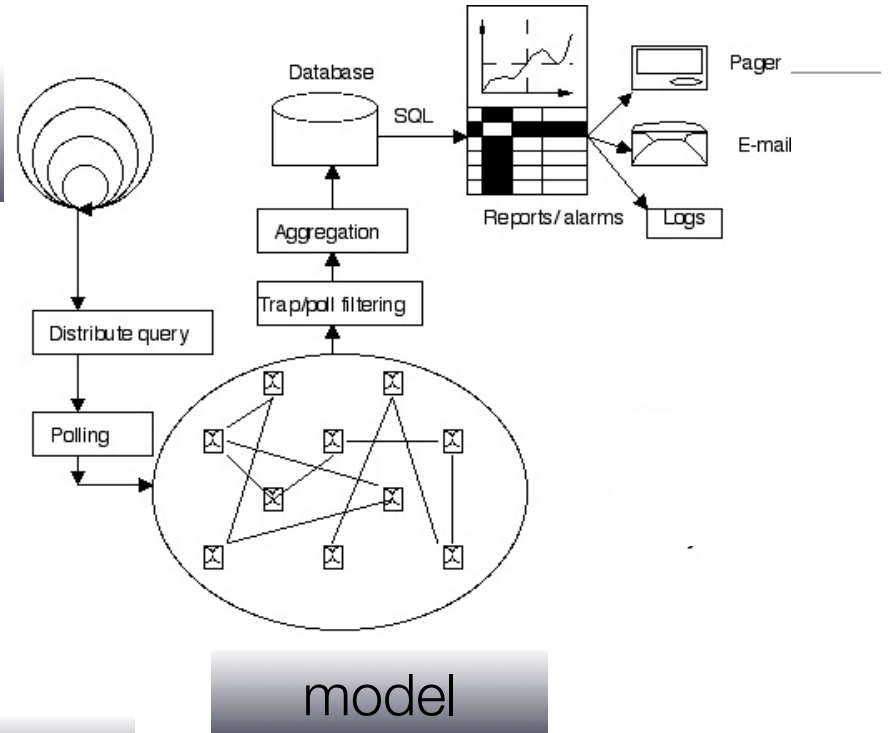 Database
SQL
Pager
E-mail
Reports/alarms
Logs
Aggregation
Trap/poll filtering
Distribute query
Polling
model